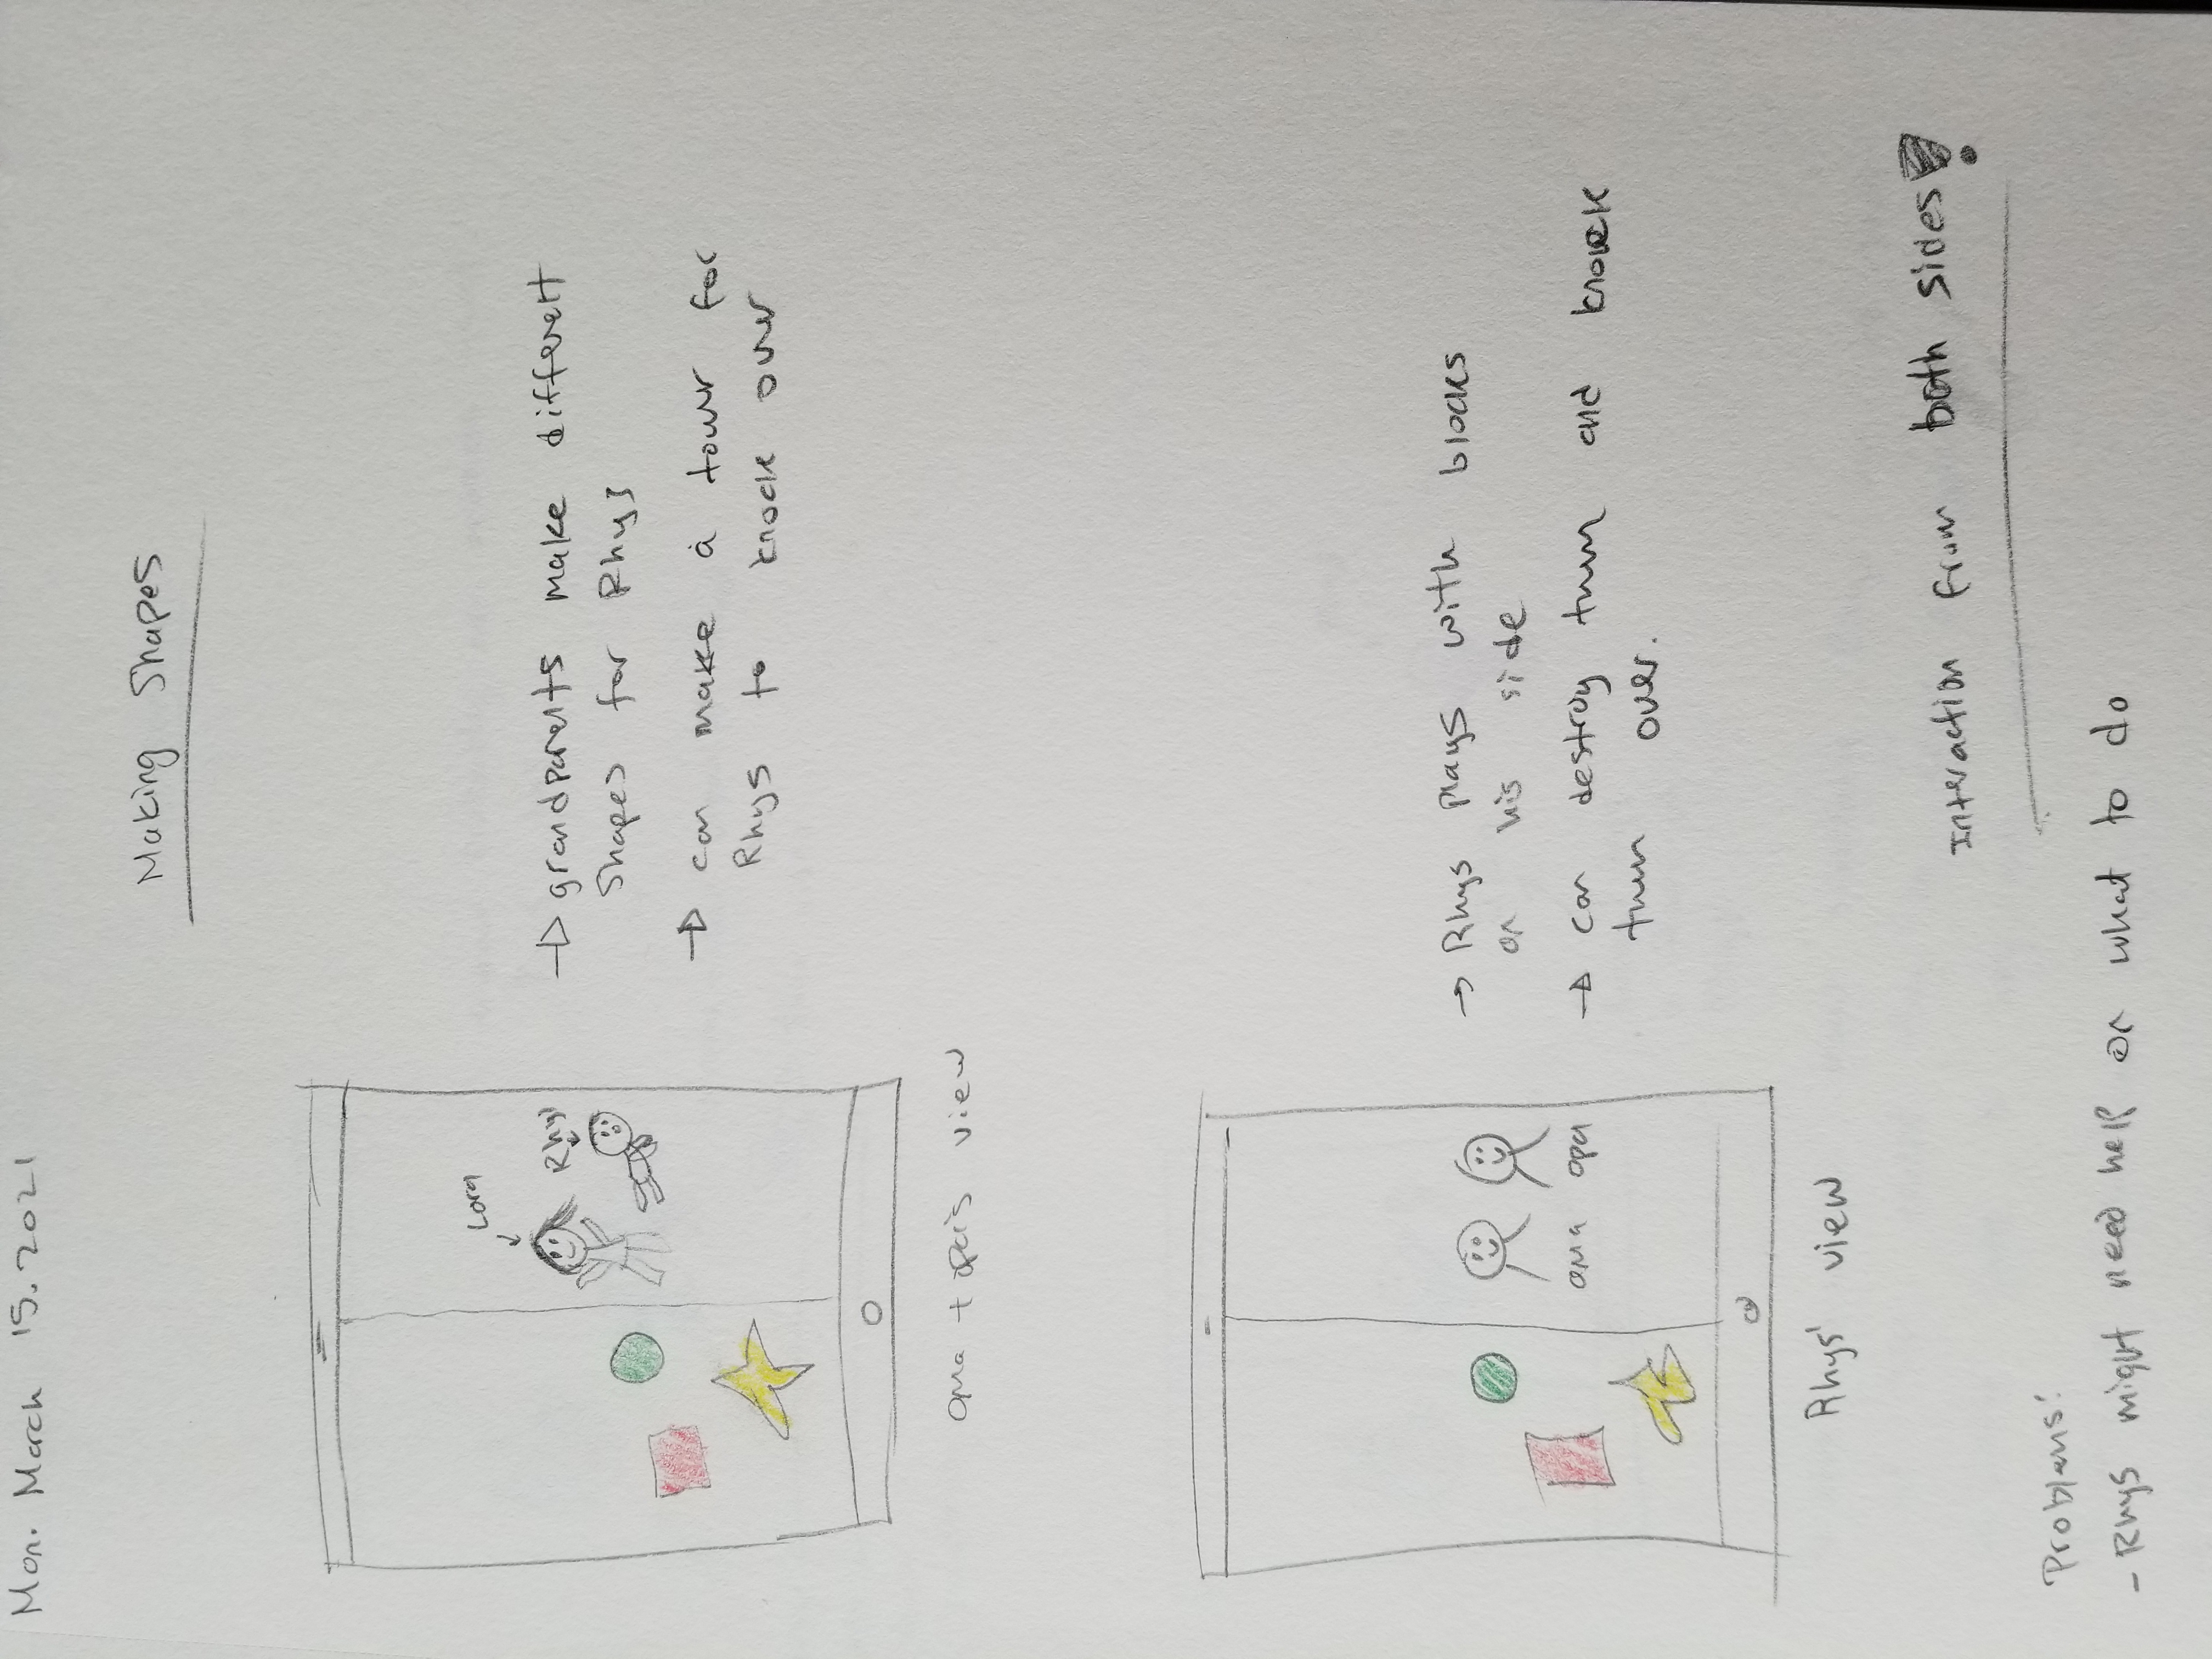 Mon. March 15. 2021
Making Shapes
Lora
Rhys
→ grandparents make different
shapes for Rhys
→ can make a tower for
Rhys to knock over
oma + opa's view
→ Rhys plays with blocks
on his side
oma opa
→ can destroy them and knock
them over.
Rhys' view
Interaction from both sides!
Problems:
- Rhys might need help on what to do